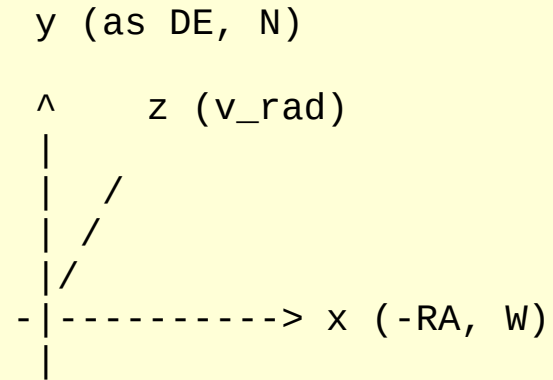 y (as DE, N)
^ z (v_rad)
|
| /
| /
|/
-|----------> x (-RA, W)
|